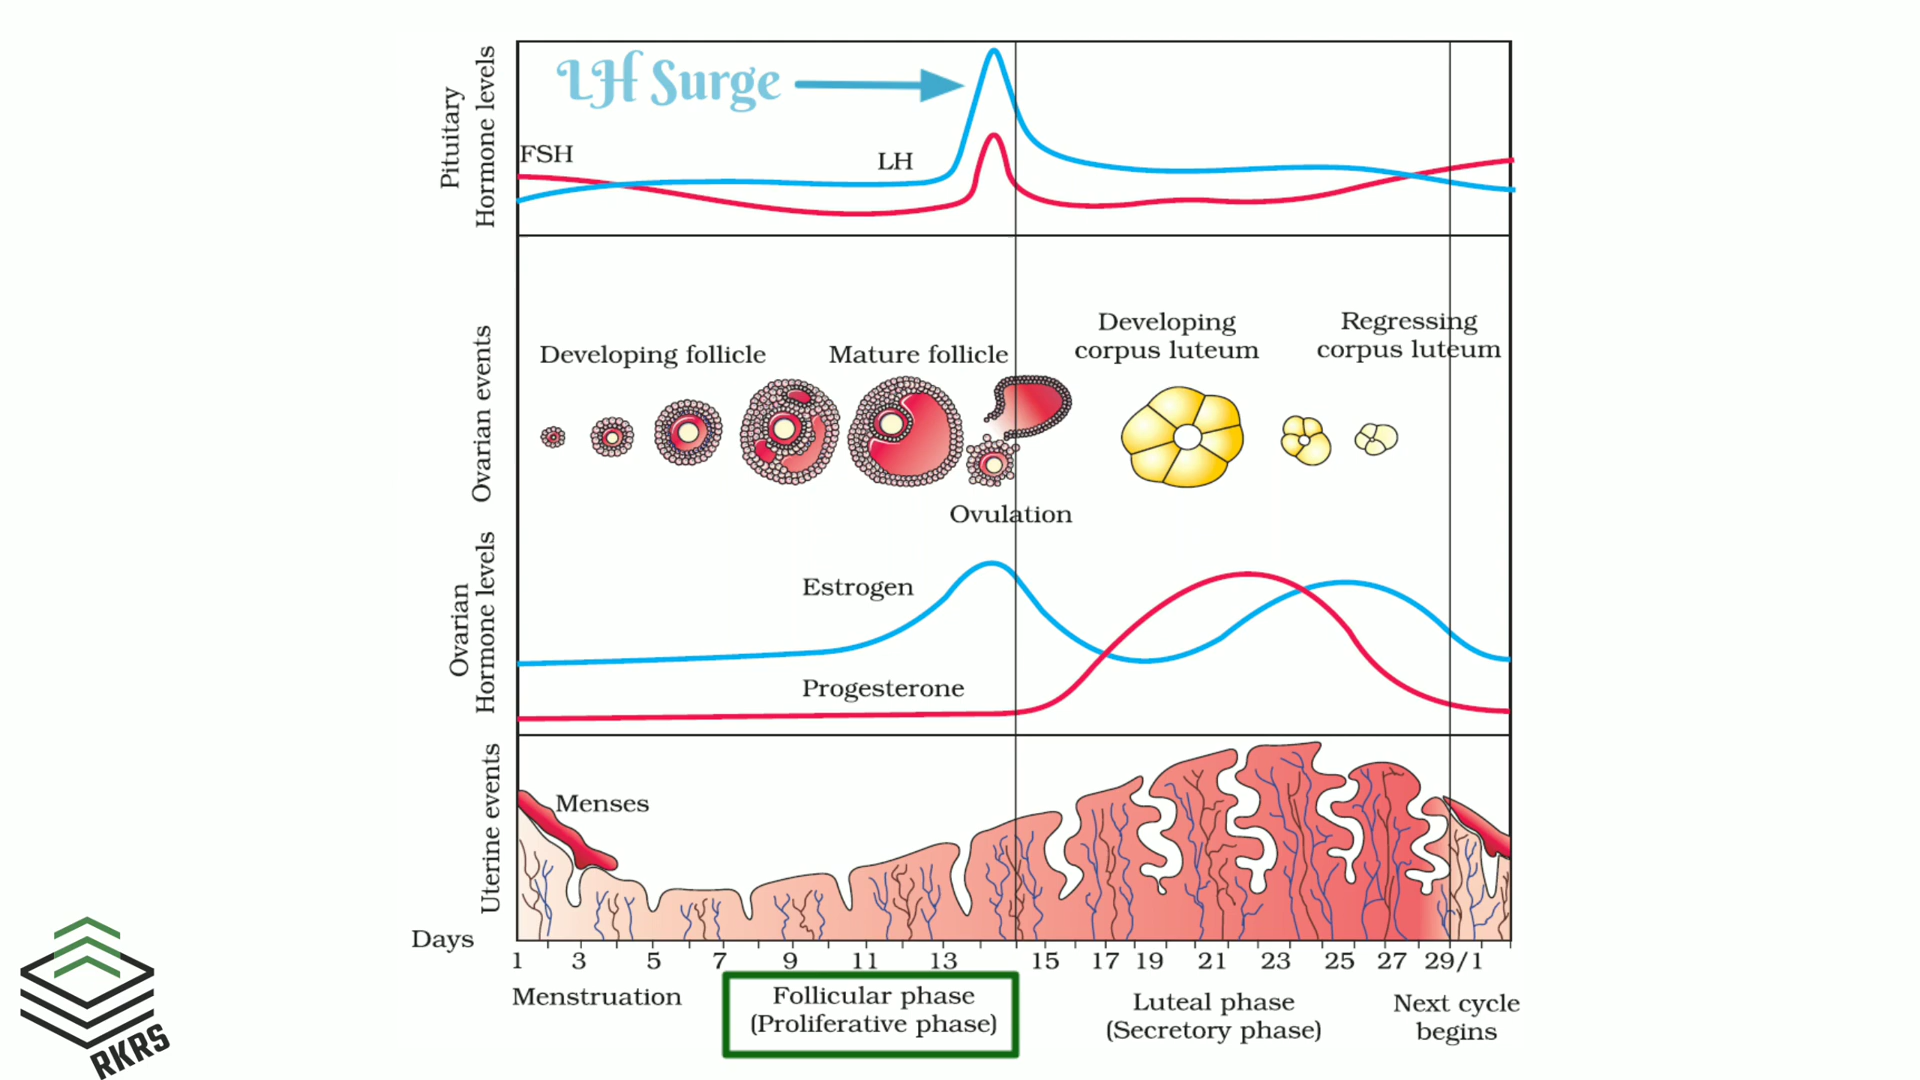 Pituitary
Hormone levels
LH Surge
FSH
LH
Ovarian events
Developing follicle
Mature follicle
Developing
corpus luteum
Regressing
corpus luteum
Ovulation
Ovarian
Hormone levels
Estrogen
Progesterone
Uterine events
Menses
Days
1 3 5 7 9 11 13 15 17 19 21 23 25 27 29/1
Menstruation
Follicular phase
(Proliferative phase)
Luteal phase
(Secretory phase)
Next cycle
begins
RKRS